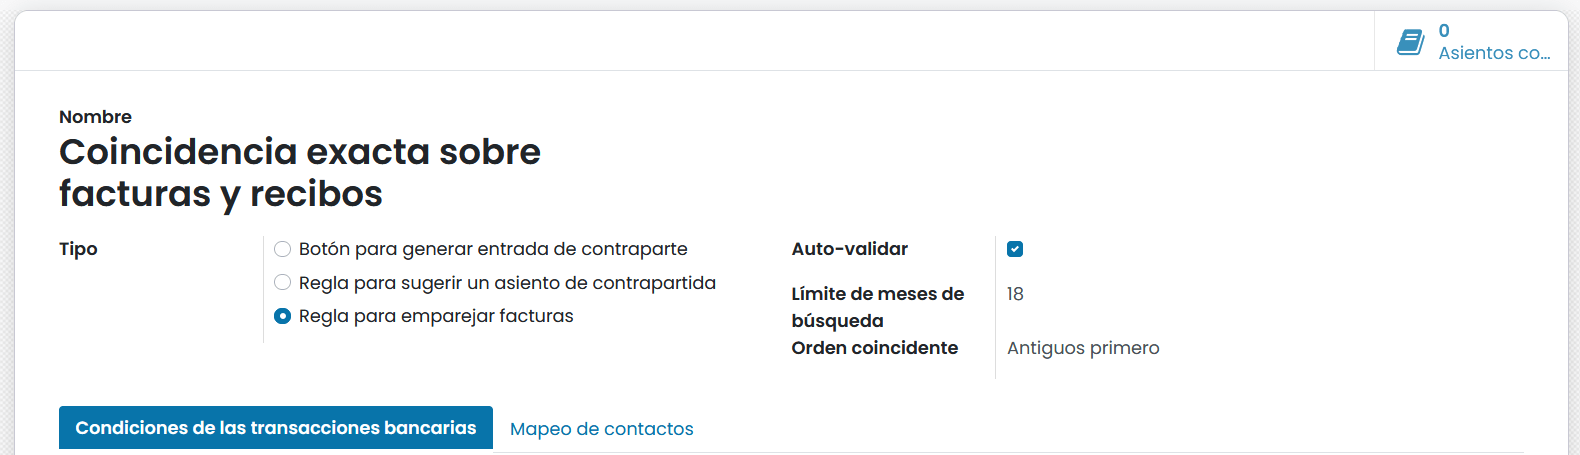 0
Asientos co...
Nombre
Coincidencia exacta sobre
facturas y recibos
Tipo
Botón para generar entrada de contraparte
Regla para sugerir un asiento de contrapartida
Regla para emparejar facturas
Auto-validar
Límite de meses de
búsqueda
18
Orden coincidente
Antiguos primero
Condiciones de las transacciones bancarias
Mapeo de contactos